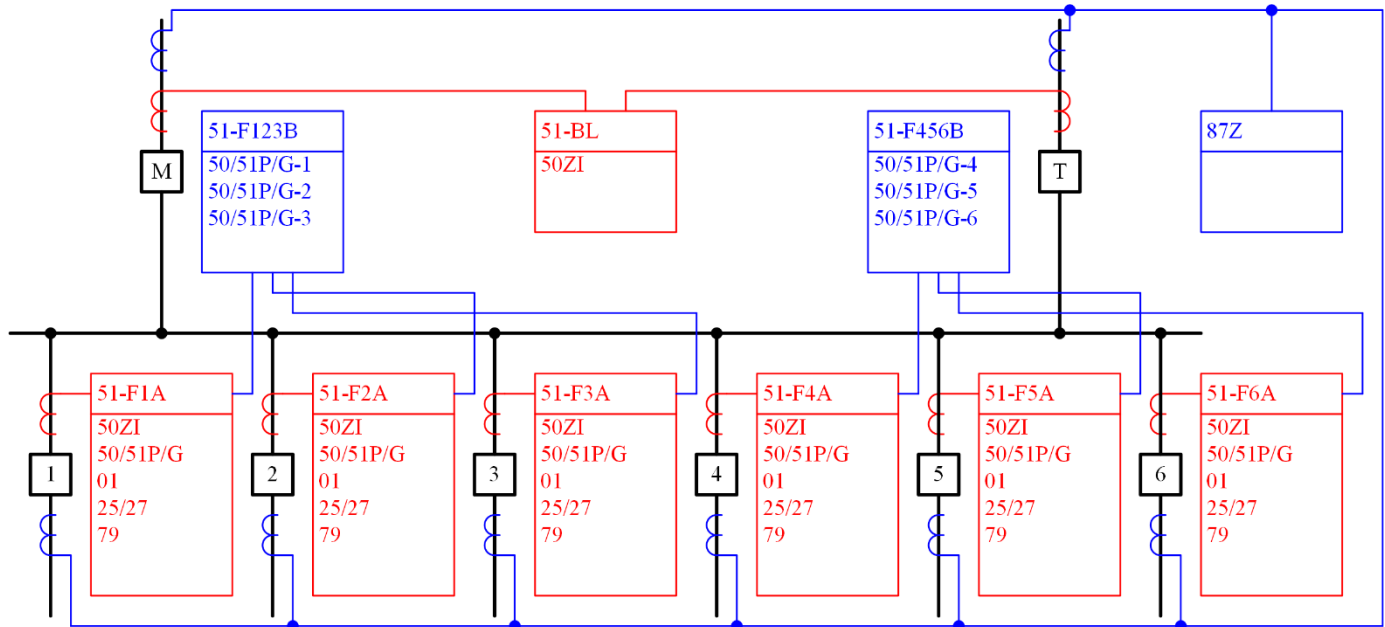 51-F123B
50/51P/G-1
50/51P/G-2
50/51P/G-3
51-BL
50ZI
51-F456B
50/51P/G-4
50/51P/G-5
50/51P/G-6
87Z
M
T
51-F1A
50ZI
50/51P/G
01
25/27
79
51-F2A
50ZI
50/51P/G
01
25/27
79
51-F3A
50ZI
50/51P/G
01
25/27
79
51-F4A
50ZI
50/51P/G
01
25/27
79
51-F5A
50ZI
50/51P/G
01
25/27
79
51-F6A
50ZI
50/51P/G
01
25/27
79
1
2
3
4
5
6